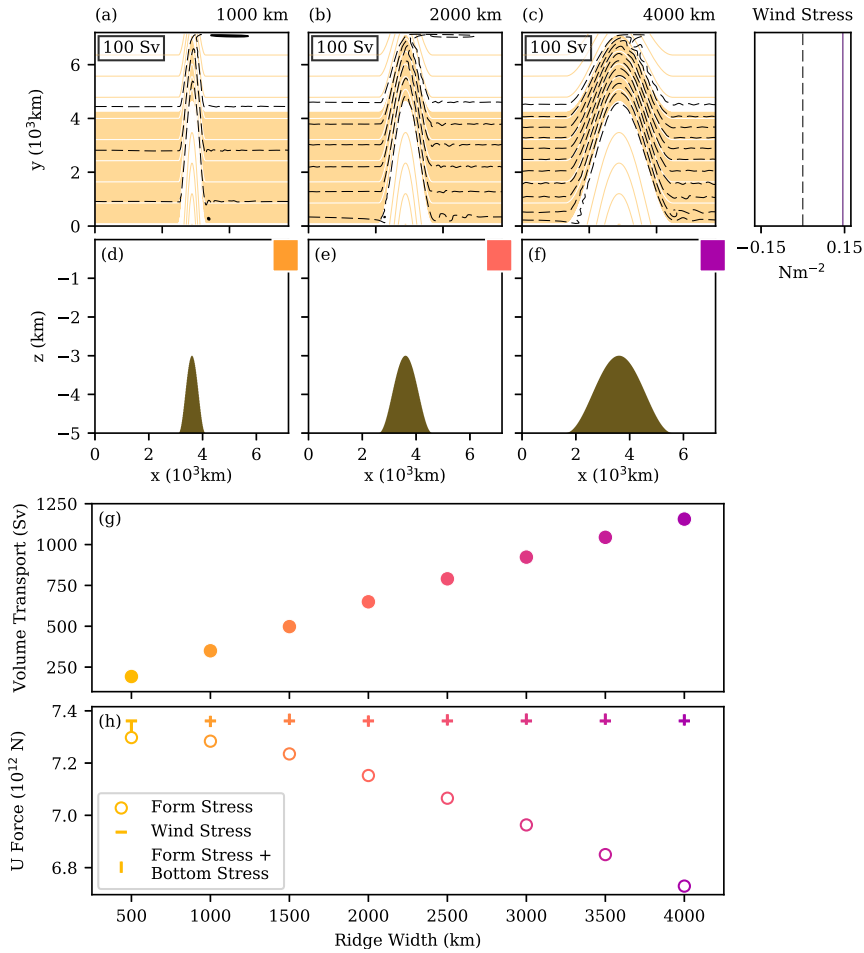 (a) 1000 km (b) 2000 km (c) 4000 km Wind Stress
100 Sv 100 Sv 100 Sv
6
4
2
0
y (10³km)
−0.15 0.15
Nm⁻²
(d) (e) (f)
−1
−2
−3
−4
−5
z (km)
0 2 4 6 0 2 4 6 0 2 4 6
x (10³km) x (10³km) x (10³km)
(g)
1250
1000
750
500
250
Volume Transport (Sv)
(h)
7.4
7.2
7.0
6.8
U Force (10¹² N)
Form Stress
Wind Stress
Form Stress +
Bottom Stress
500 1000 1500 2000 2500 3000 3500 4000
Ridge Width (km)